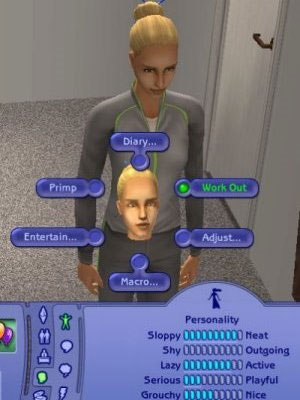 Diary...
Primp
Work Out
Entertain...
Adjust...
Macro...
Personality
Sloppy Neat
Shy Outgoing
Lazy Active
Serious Playful
Grouchy Nice